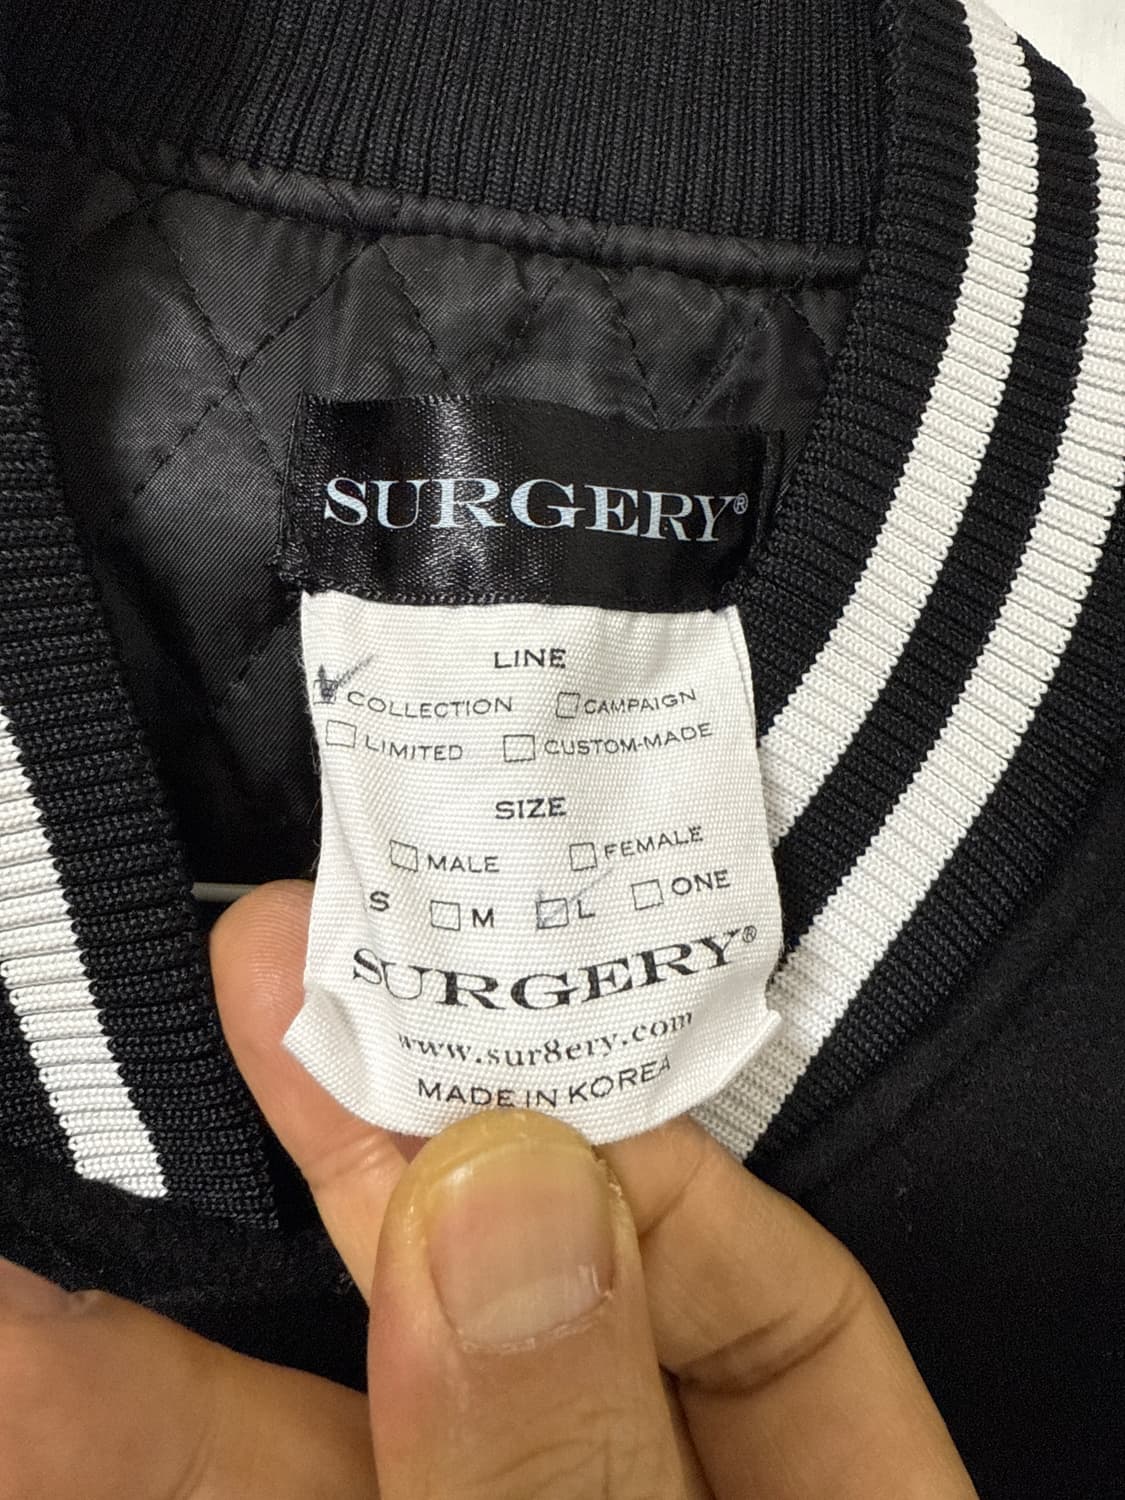 SURGERY®
LINE
COLLECTION CAMPAIGN
LIMITED CUSTOM-MADE
SIZE
MALE FEMALE
S M L ONE
SURGERY®
www.sur8ery.com
MADE IN KOREA